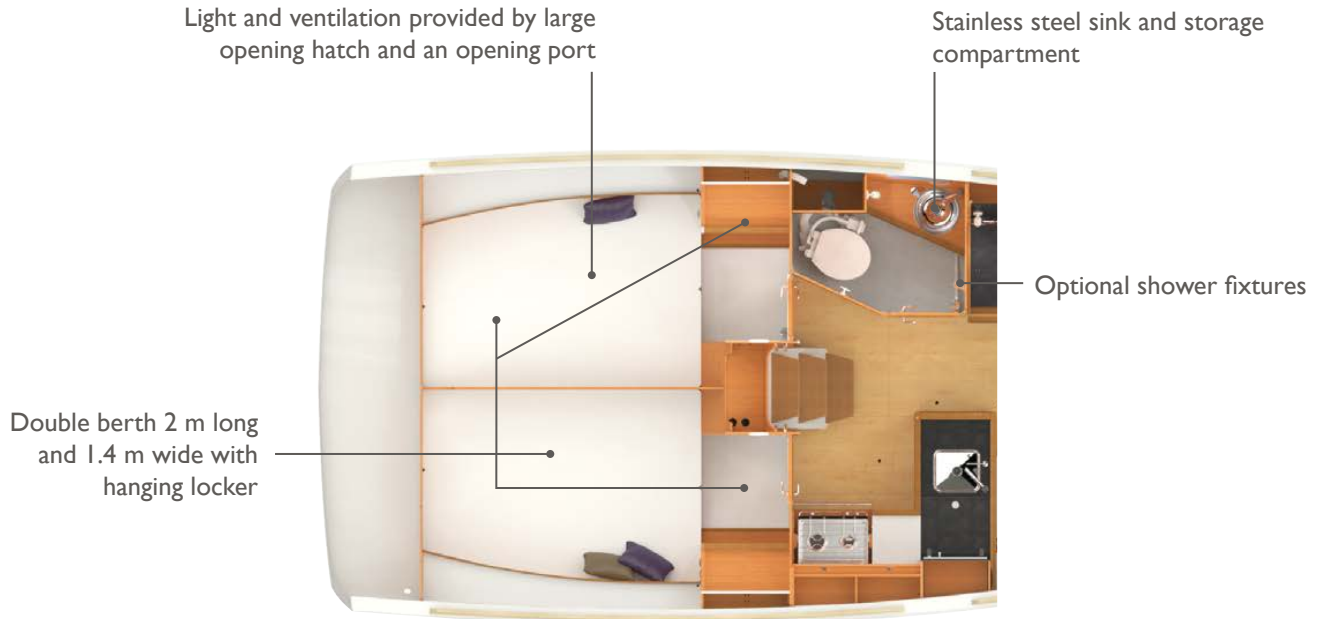 Light and ventilation provided by large
opening hatch and an opening port
Stainless steel sink and storage
compartment
Optional shower fixtures
Double berth 2 m long
and 1.4 m wide with
hanging locker